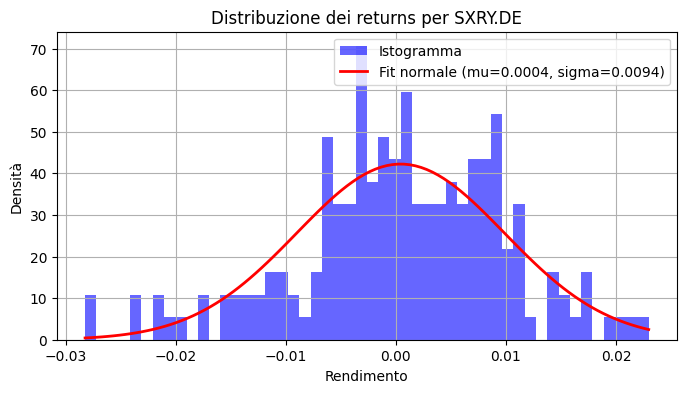 Distribuzione dei returns per SXRY.DE
Istogramma
Fit normale (mu=0.0004, sigma=0.0094)
Densità
70
60
50
40
30
20
10
0
−0.03
−0.02
−0.01
0.00
0.01
0.02
Rendimento